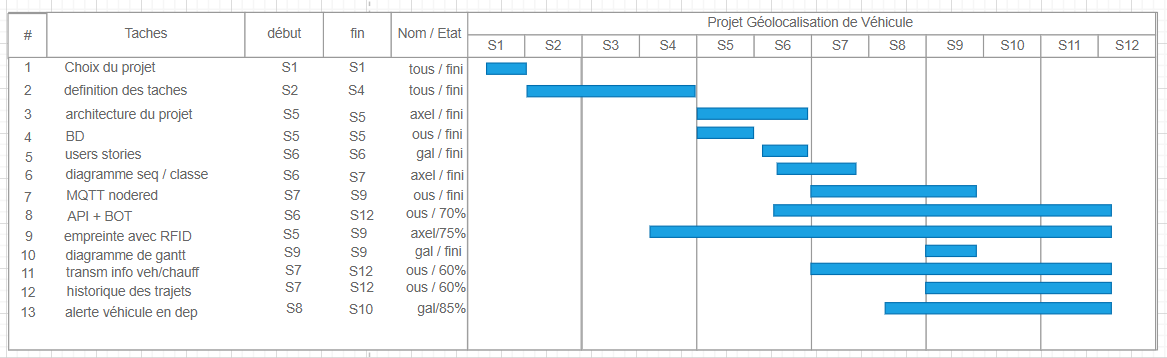 Projet Géolocalisation de Véhicule
# Taches début fin Nom / Etat S1 S2 S3 S4 S5 S6 S7 S8 S9 S10 S11 S12
1 Choix du projet S1 S1 tous / fini
2 definition des taches S2 S4 tous / fini
3 architecture du projet S5 S5 axel / fini
4 BD S5 S5 ous / fini
5 users stories S6 S6 gal / fini
6 diagramme seq / classe S6 S7 axel / fini
7 MQTT nodered S7 S9 ous / fini
8 API + BOT S6 S12 ous / 70%
9 empreinte avec RFID S5 S9 axel/75%
10 diagramme de gantt S9 S9 gal / fini
11 transm info veh/chauff S7 S12 ous / 60%
12 historique des trajets S7 S12 ous / 60%
13 alerte véhicule en dep S8 S10 gal/85%